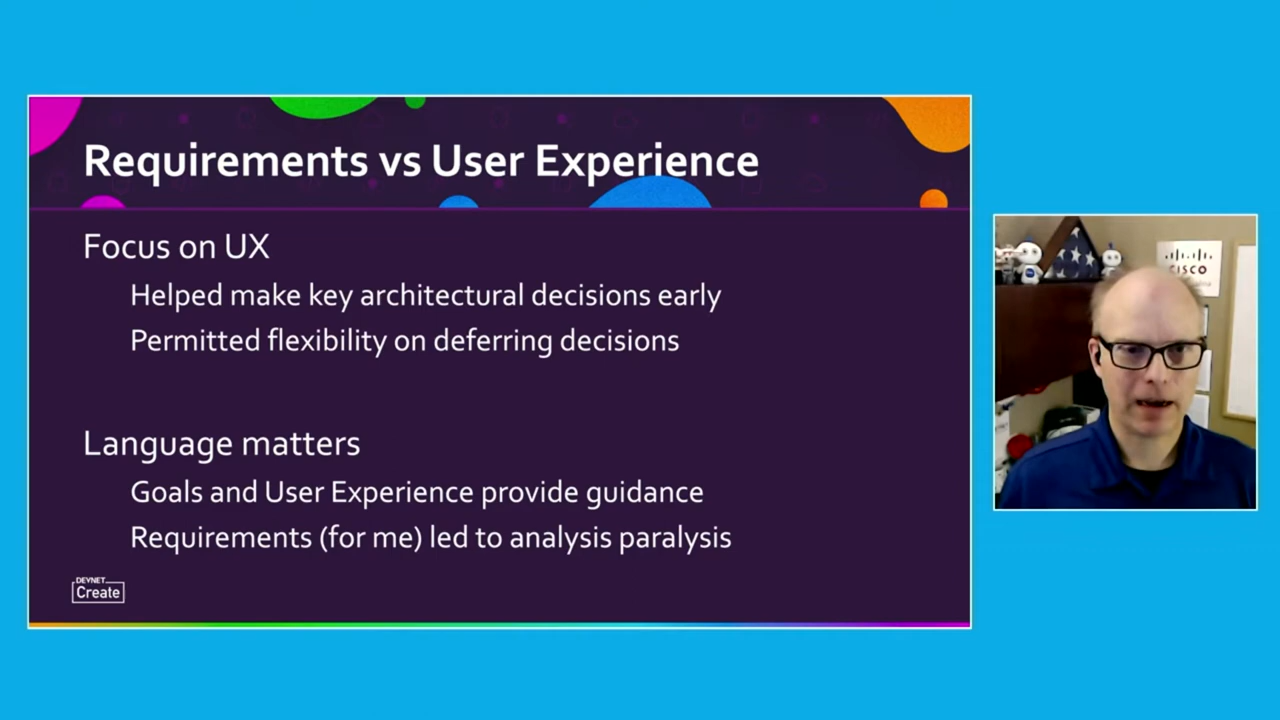 Requirements vs User Experience
Focus on UX
Helped make key architectural decisions early
Permitted flexibility on deferring decisions
Language matters
Goals and User Experience provide guidance
Requirements (for me) led to analysis paralysis
DEVNET
Create
CISCO